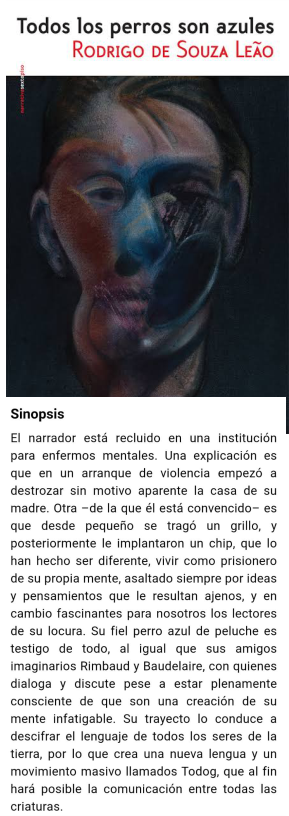 Todos los perros son azules
RODRIGO DE SOUZA LEÃO
narrativasextopiso
Sinopsis
El narrador está recluido en una institución
para enfermos mentales. Una explicación es
que en un arranque de violencia empezó a
destrozar sin motivo aparente la casa de su
madre. Otra –de la que él está convencido– es
que desde pequeño se tragó un grillo, y
posteriormente le implantaron un chip, que lo
han hecho ser diferente, vivir como prisionero
de su propia mente, asaltado siempre por ideas
y pensamientos que le resultan ajenos, y en
cambio fascinantes para nosotros los lectores
de su locura. Su fiel perro azul de peluche es
testigo de todo, al igual que sus amigos
imaginarios Rimbaud y Baudelaire, con quienes
dialoga y discute pese a estar plenamente
consciente de que son una creación de su
mente infatigable. Su trayecto lo conduce a
descifrar el lenguaje de todos los seres de la
tierra, por lo que crea una nueva lengua y un
movimiento masivo llamados Todog, que al fin
hará posible la comunicación entre todas las
criaturas.